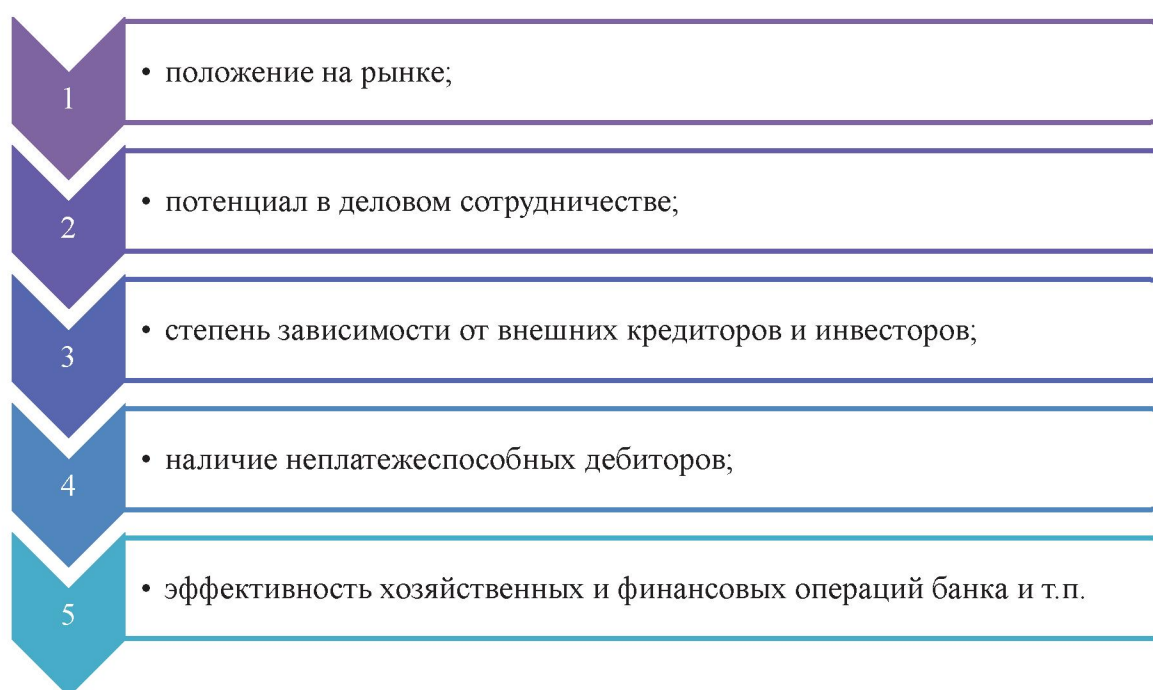 1
• положение на рынке;
2
• потенциал в деловом сотрудничестве;
3
• степень зависимости от внешних кредиторов и инвесторов;
4
• наличие неплатежеспособных дебиторов;
5
• эффективность хозяйственных и финансовых операций банка и т.п.